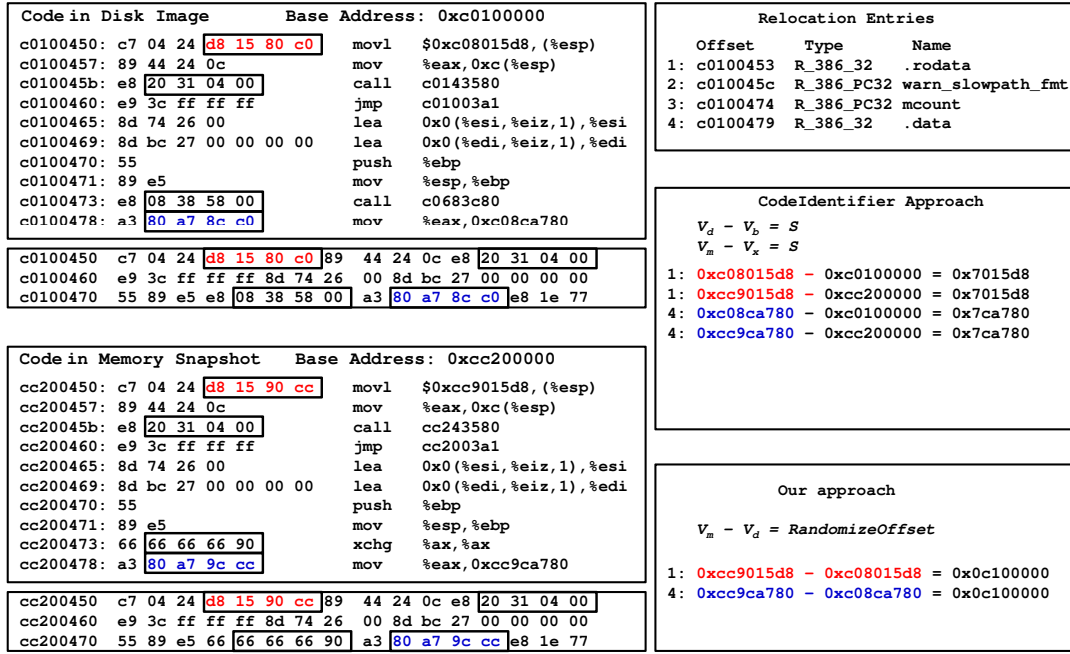 Code in Disk Image Base Address: 0xc0100000
c0100450: c7 04 24 d8 15 80 c0 movl $0xc08015d8,(%esp)
c0100457: 89 44 24 0c mov %eax,0xc(%esp)
c010045b: e8 20 31 04 00 call c0143580
c0100460: e9 3c ff ff ff jmp c01003a1
c0100465: 8d 74 26 00 lea 0x0(%esi,%eiz,1),%esi
c0100469: 8d bc 27 00 00 00 00 lea 0x0(%edi,%eiz,1),%edi
c0100470: 55 push %ebp
c0100471: 89 e5 mov %esp,%ebp
c0100473: e8 08 38 58 00 call c0683c80
c0100478: a3 80 a7 8c c0 mov %eax,0xc08ca780
c0100450 c7 04 24 d8 15 80 c0 89 44 24 0c e8 20 31 04 00
c0100460 e9 3c ff ff ff 8d 74 26 00 8d bc 27 00 00 00 00
c0100470 55 89 e5 e8 08 38 58 00 a3 80 a7 8c c0 e8 1e 77
Code in Memory Snapshot Base Address: 0xcc200000
cc200450: c7 04 24 d8 15 90 cc movl $0xcc9015d8,(%esp)
cc200457: 89 44 24 0c mov %eax,0xc(%esp)
cc20045b: e8 20 31 04 00 call cc243580
cc200460: e9 3c ff ff ff jmp cc2003a1
cc200465: 8d 74 26 00 lea 0x0(%esi,%eiz,1),%esi
cc200469: 8d bc 27 00 00 00 00 lea 0x0(%edi,%eiz,1),%edi
cc200470: 55 push %ebp
cc200471: 89 e5 mov %esp,%ebp
cc200473: 66 66 66 66 90 xchg %ax,%ax
cc200478: a3 80 a7 9c cc mov %eax,0xcc9ca780
cc200450 c7 04 24 d8 15 90 cc 89 44 24 0c e8 20 31 04 00
cc200460 e9 3c ff ff ff 8d 74 26 00 8d bc 27 00 00 00 00
cc200470 55 89 e5 66 66 66 66 90 a3 80 a7 9c cc e8 1e 77
Relocation Entries
Offset Type Name
1: c0100453 R_386_32 .rodata
2: c010045c R_386_PC32 warn_slowpath_fmt
3: c0100474 R_386_PC32 mcount
4: c0100479 R_386_32 .data
CodeIdentifier Approach
Vd – Vb = S
Vm – Vx = S
1: 0xc08015d8 – 0xc0100000 = 0x7015d8
1: 0xcc9015d8 – 0xcc200000 = 0x7015d8
4: 0xc08ca780 – 0xc0100000 = 0x7ca780
4: 0xcc9ca780 – 0xcc200000 = 0x7ca780
Our approach
Vm – Vd = RandomizeOffset
1: 0xcc9015d8 – 0xc08015d8 = 0x0c100000
4: 0xcc9ca780 – 0xc08ca780 = 0x0c100000